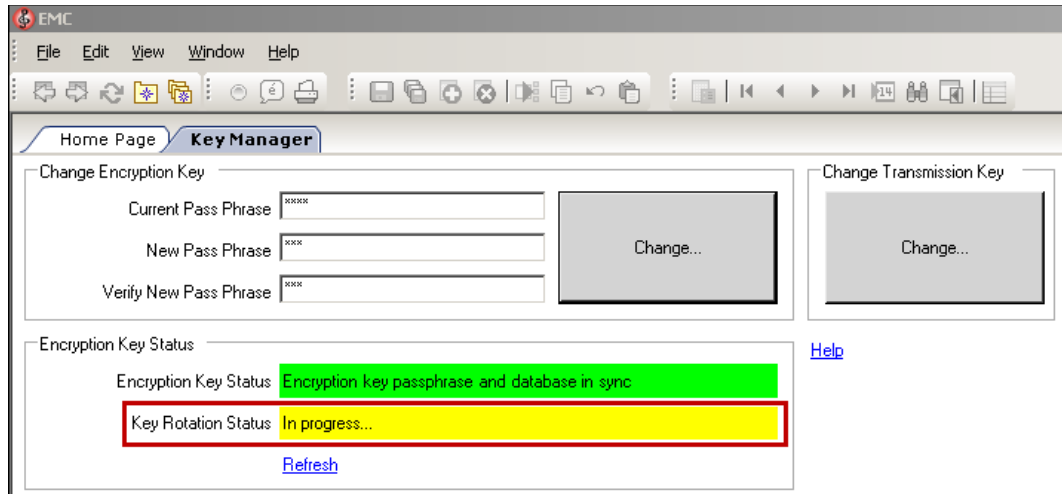 EMC
File Edit View Window Help
Home Page Key Manager
Change Encryption Key
Current Pass Phrase ****
New Pass Phrase ***
Verify New Pass Phrase ***
Change...
Change Transmission Key
Change...
Help
Encryption Key Status
Encryption Key Status Encryption key passphrase and database in sync
Key Rotation Status In progress...
Refresh